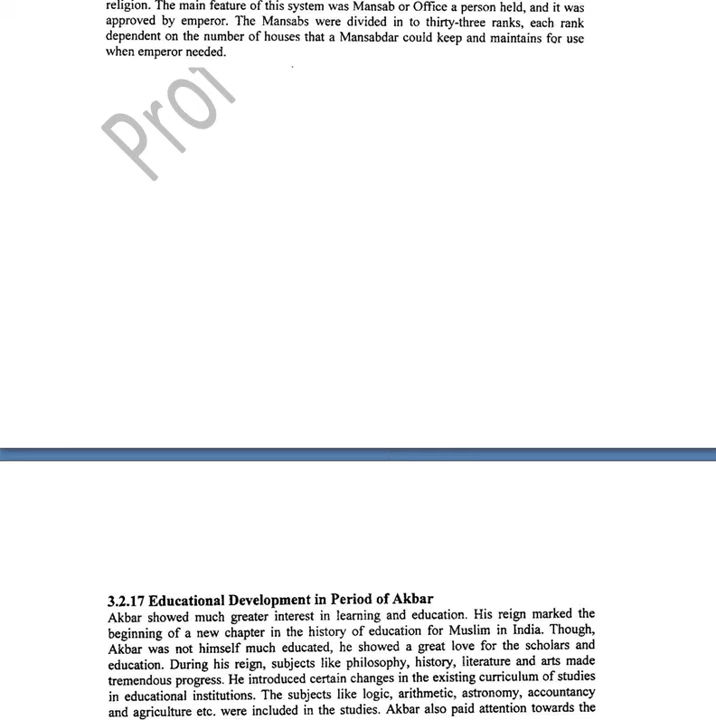 religion. The main feature of this system was Mansab or Office a person held, and it was
approved by emperor. The Mansabs were divided in to thirty-three ranks, each rank
dependent on the number of houses that a Mansabdar could keep and maintains for use
when emperor needed.
3.2.17 Educational Development in Period of Akbar
Akbar showed much greater interest in learning and education. His reign marked the
beginning of a new chapter in the history of education for Muslim in India. Though,
Akbar was not himself much educated, he showed a great love for the scholars and
education. During his reign, subjects like philosophy, history, literature and arts made
tremendous progress. He introduced certain changes in the existing curriculum of studies
in educational institutions. The subjects like logic, arithmetic, astronomy, accountancy
and agriculture etc. were included in the studies. Akbar also paid attention towards the